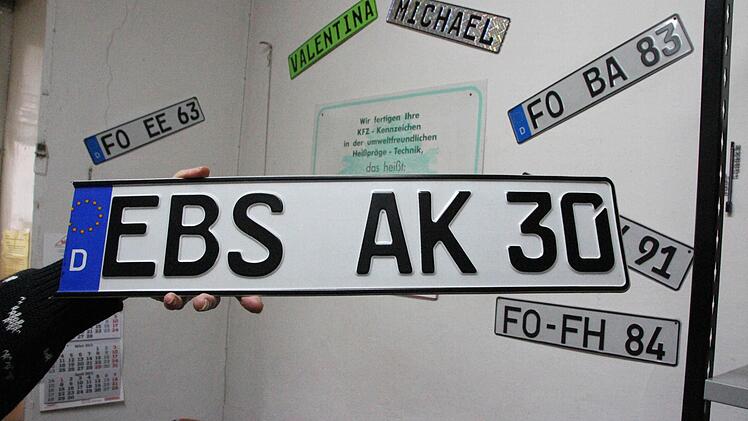 VALENTINA
MICHAEL
FO BA 83
D
FO EE 63
D
Wir fertigen Ihre
KFZ - Kennzeichen
in der umweltfreundlichen
Heißpräge - Technik,
das heißt:
EBS AK 30
D
91
FO-FH 84